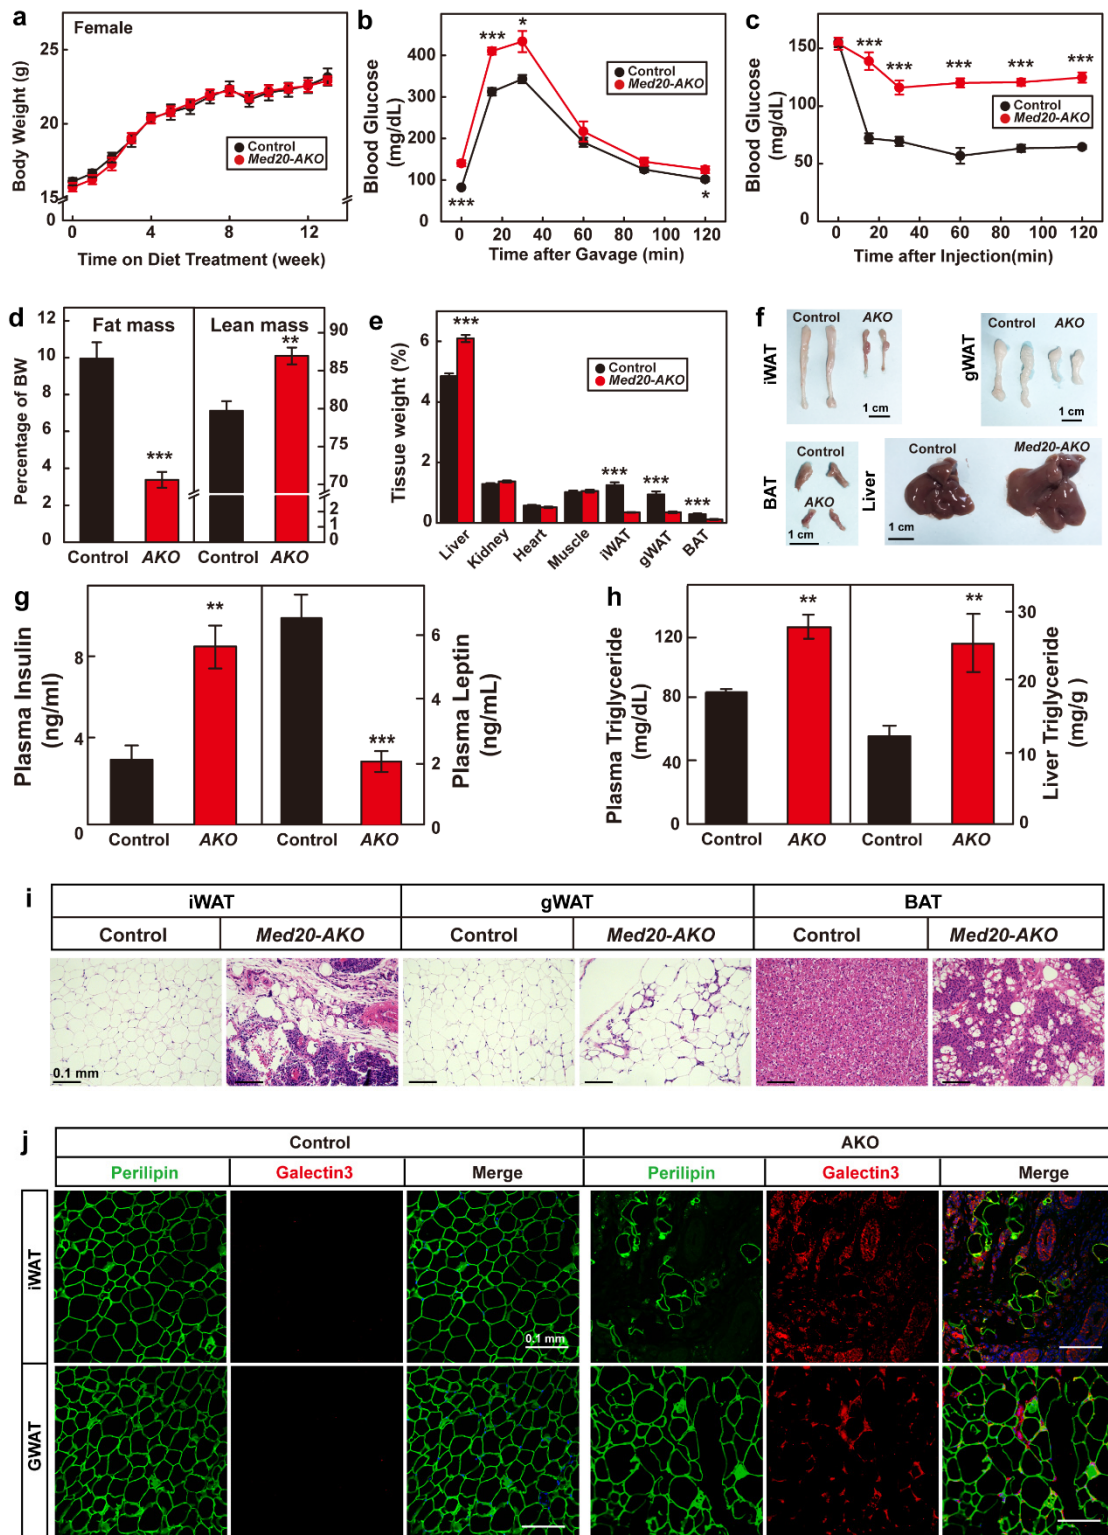 a
Female
Body Weight (g)
25
20
15
0
Control
Med20-AKO
0
4
8
12
Time on Diet Treatment (week)
b
Blood Glucose
(mg/dL)
400
300
200
100
0
***
*
***
*
Control
Med20-AKO
0
20
40
60
80
100
120
Time after Gavage (min)
c
Blood Glucose
(mg/dL)
150
100
50
0
***
***
***
***
***
Control
Med20-AKO
0
20
40
60
80
100
120
Time after Injection(min)
d
Fat mass
Lean mass
Percentage of BW
12
10
8
6
4
2
0
90
85
80
75
70
2
1
0
***
**
Control
AKO
Control
AKO
e
Tissue weight (%)
6
4
2
0
***
***
***
***
Control
Med20-AKO
Liver
Kidney
Heart
Muscle
iWAT
gWAT
BAT
f
iWAT
Control
AKO
1 cm
gWAT
Control
AKO
1 cm
BAT
Control
AKO
1 cm
Liver
Control
Med20-AKO
1 cm
g
Plasma Insulin
(ng/ml)
8
4
0
**
***
6
4
2
0
Plasma Leptin
(ng/mL)
Control
AKO
Control
AKO
h
Plasma Triglyceride
(mg/dL)
120
80
40
0
**
**
30
20
10
0
Liver Triglyceride
(mg/g )
Control
AKO
Control
AKO
i
iWAT
gWAT
BAT
Control
Med20-AKO
Control
Med20-AKO
Control
Med20-AKO
0.1 mm
j
Control
AKO
Perilipin
Galectin3
Merge
Perilipin
Galectin3
Merge
iWAT
0.1 mm
GWAT